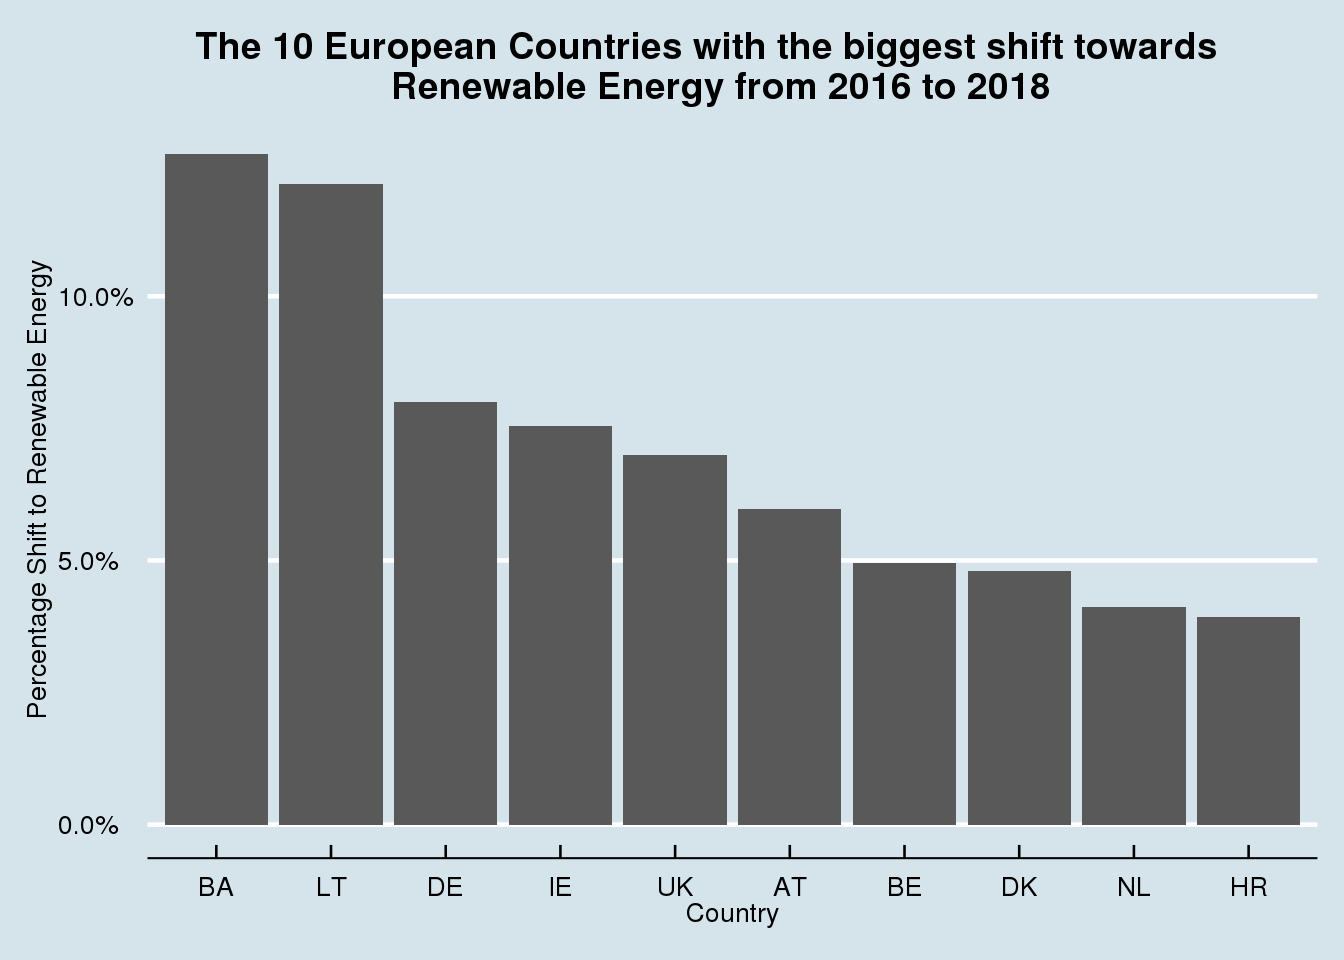 The 10 European Countries with the biggest shift towards
Renewable Energy from 2016 to 2018
Percentage Shift to Renewable Energy
10.0%
5.0%
0.0%
BA LT DE IE UK AT BE DK NL HR
Country